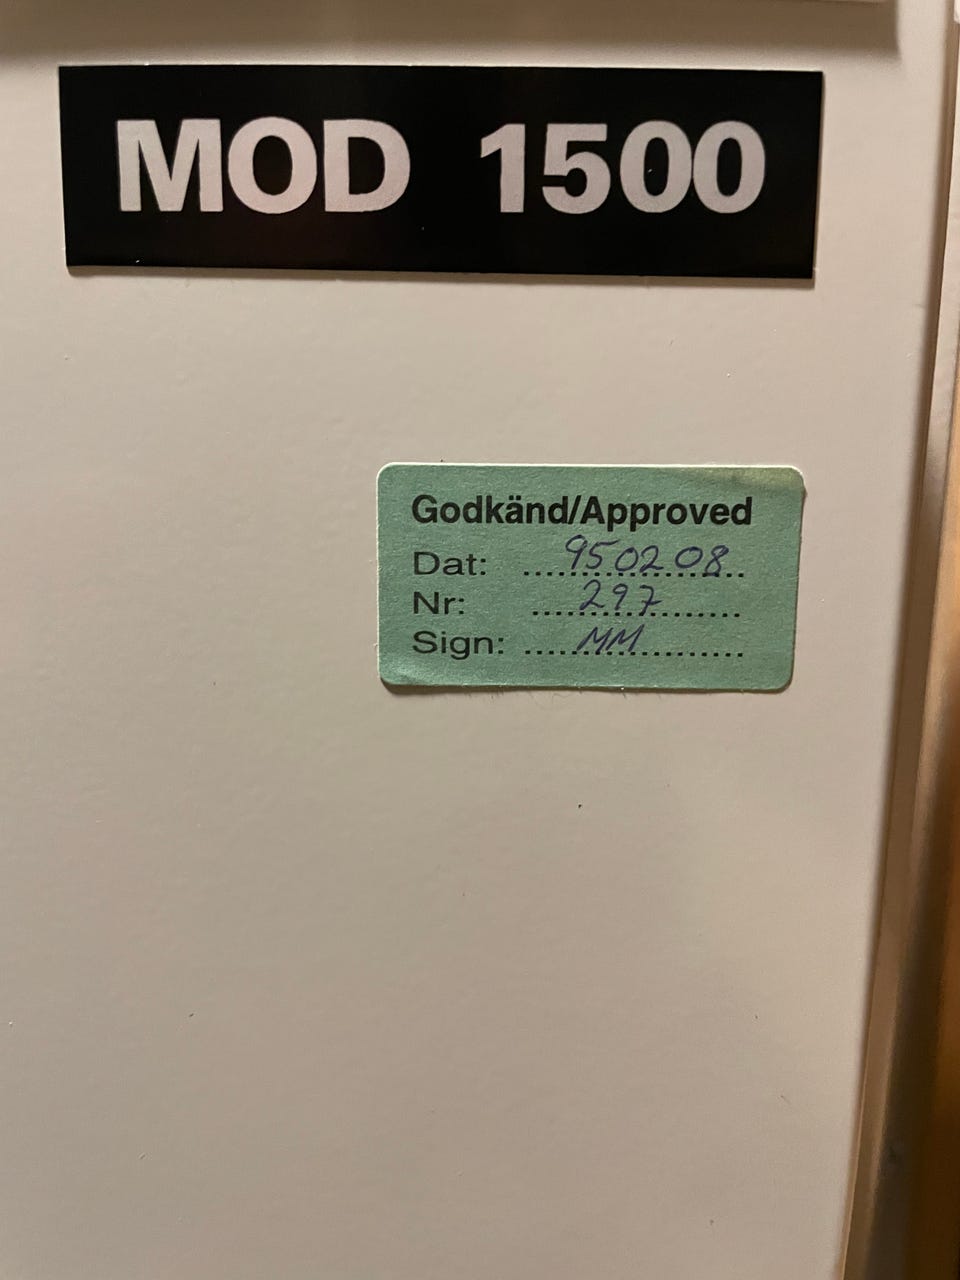 MOD 1500
Godkänd/Approved
Dat: 950208
Nr: 297
Sign: MM